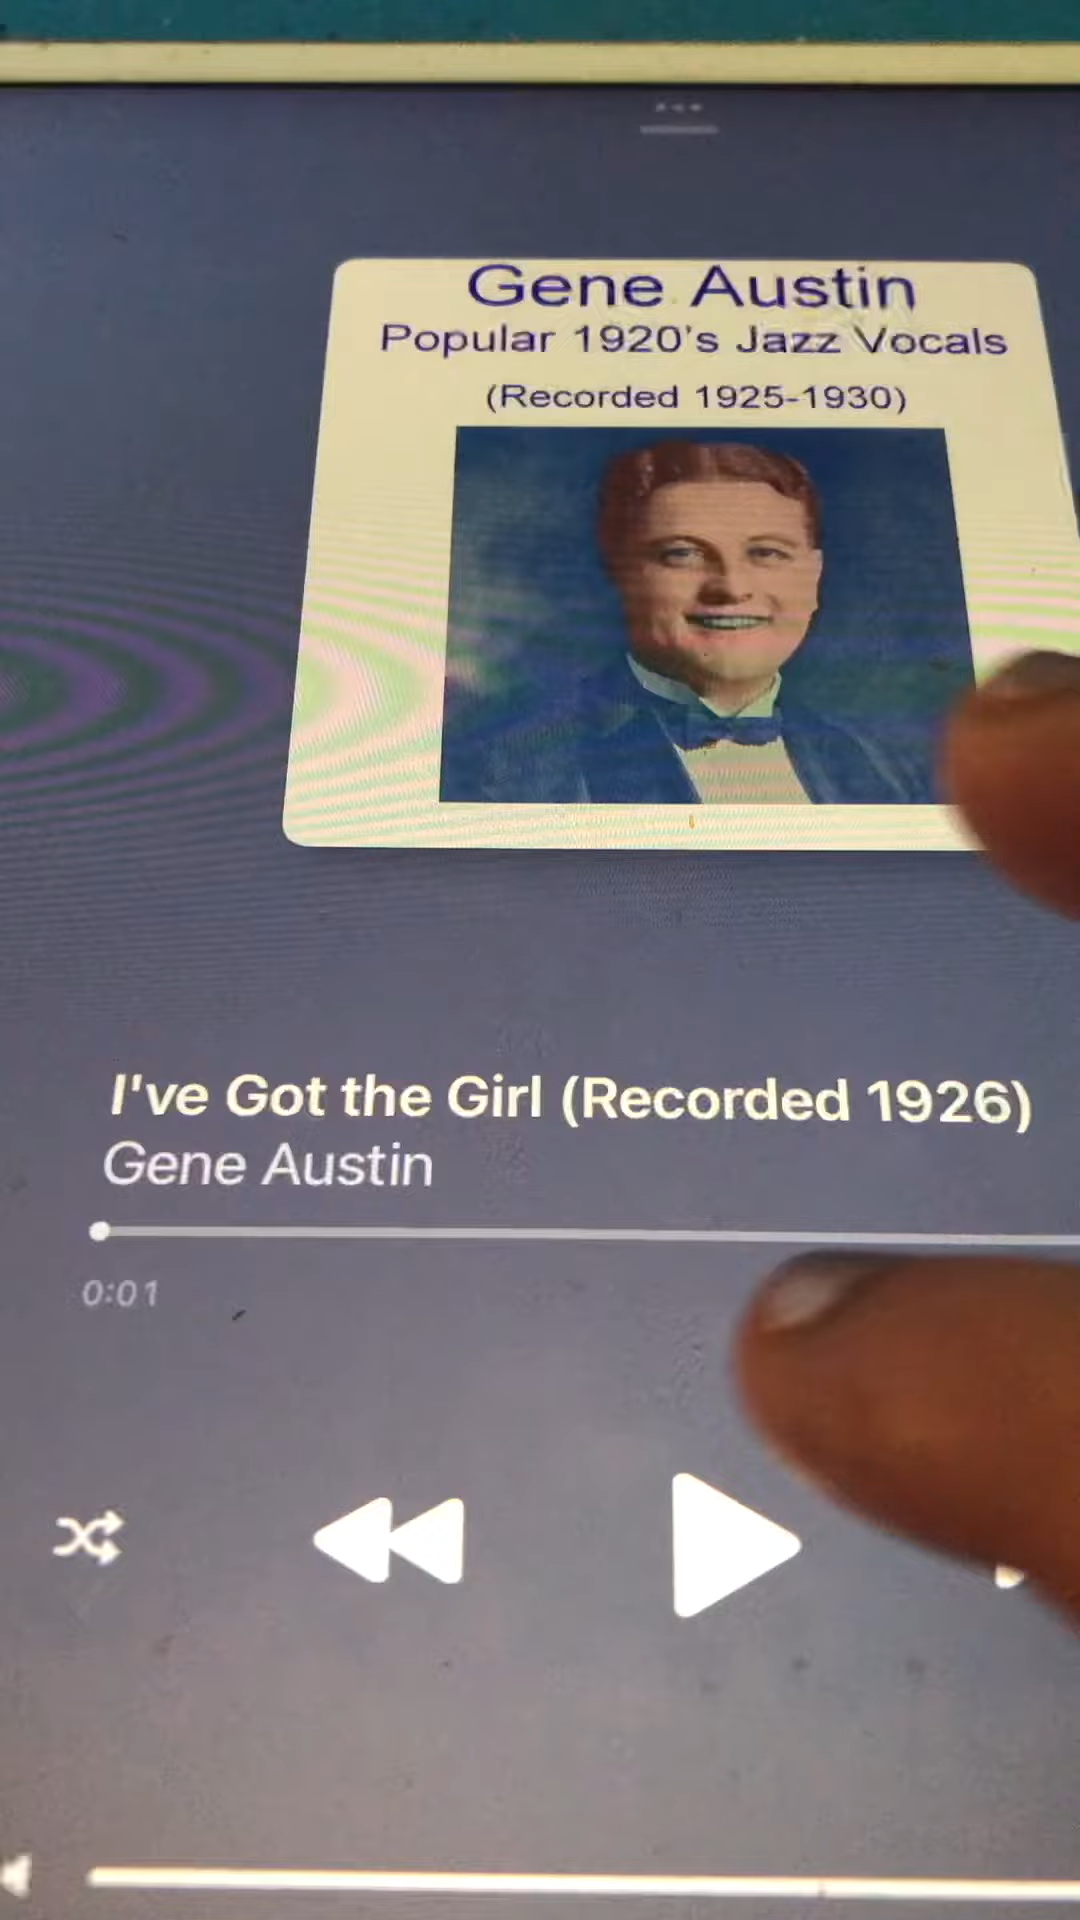 Gene Austin
Popular 1920's Jazz Vocals
(Recorded 1925-1930)
I've Got the Girl (Recorded 1926)
Gene Austin
0:01